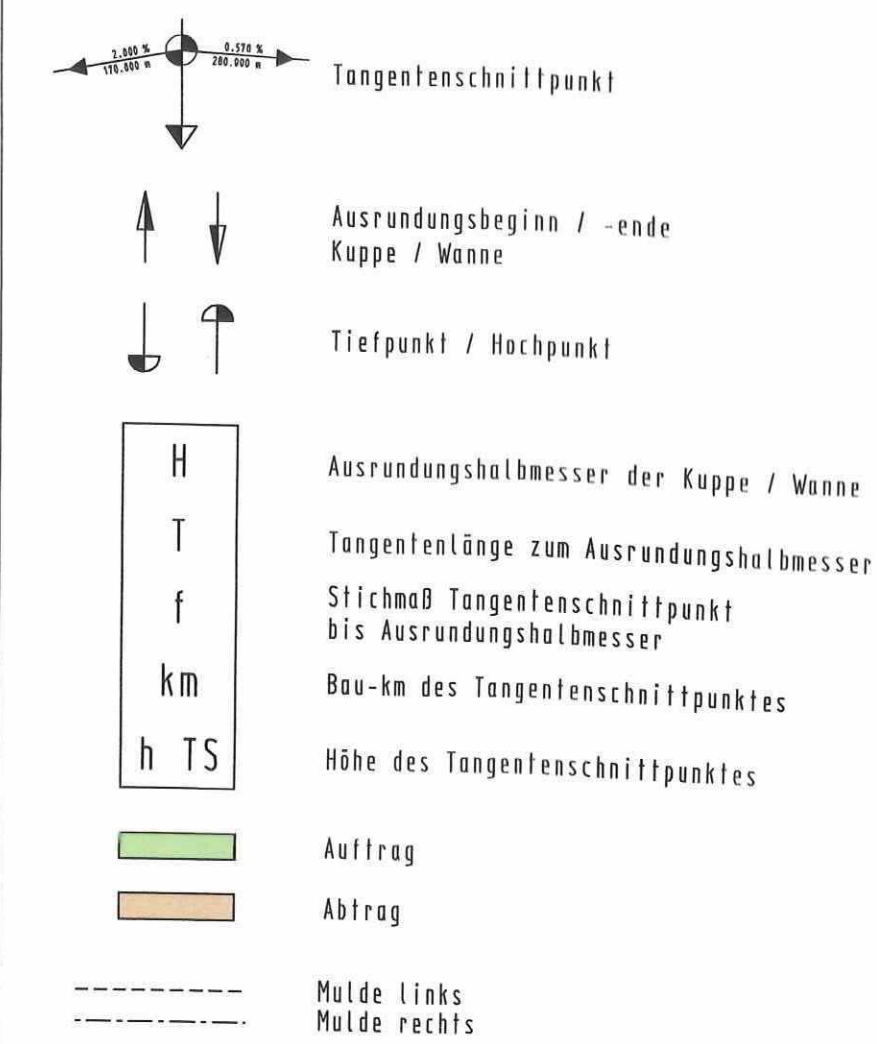 2.000 % 0.570 %
170.000 m 280.000 m
Tangentenschnittpunkt
Ausrundungsbeginn / -ende
Kuppe / Wanne
Tiefpunkt / Hochpunkt
H Ausrundungshalbmesser der Kuppe / Wanne
T Tangentenlänge zum Ausrundungshalbmesser
f Stichmaß Tangentenschnittpunkt
bis Ausrundungshalbmesser
km Bau-km des Tangentenschnittpunktes
h TS Höhe des Tangentenschnittpunktes
Auftrag
Abtrag
Mulde links
Mulde rechts